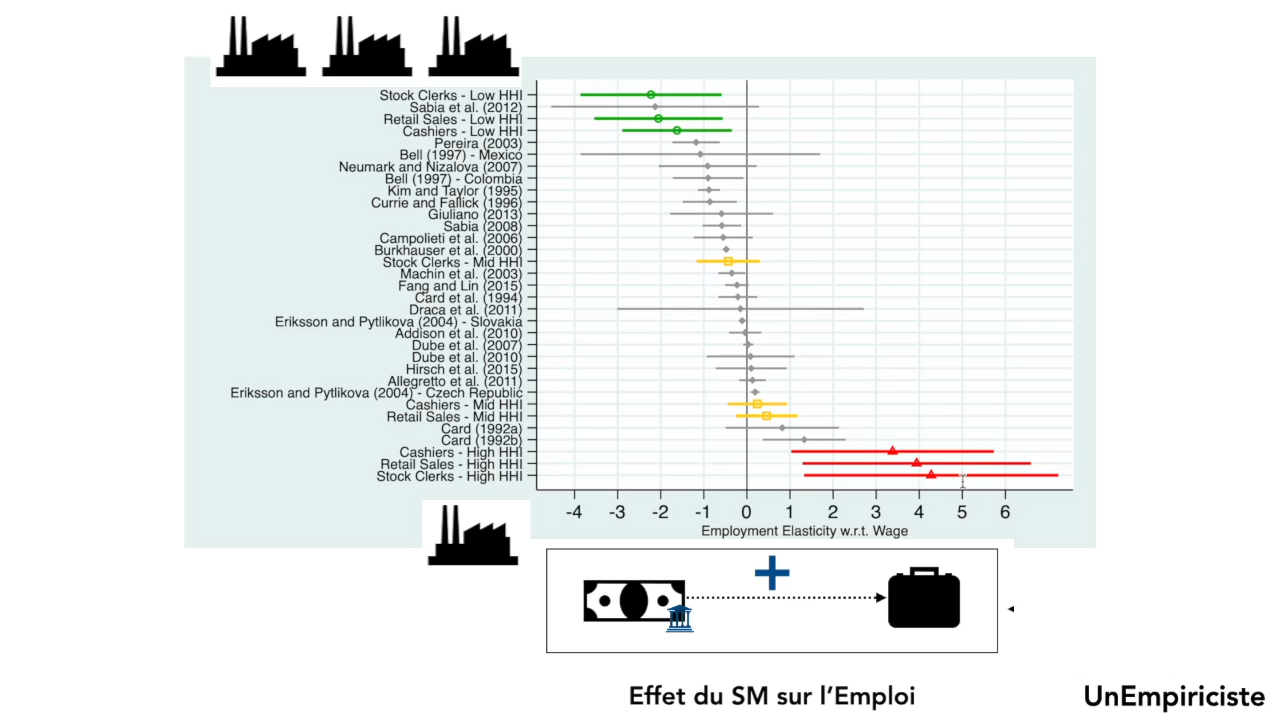 Stock Clerks - Low HHI
Sabia et al. (2012)
Retail Sales - Low HHI
Cashiers - Low HHI
Pereira (2003)
Bell (1997) - Mexico
Neumark and Nizalova (2007)
Bell (1997) - Colombia
Kim and Taylor (1995)
Currie and Fallick (1996)
Giuliano (2013)
Sabia (2008)
Campolieti et al. (2006)
Burkhauser et al. (2000)
Stock Clerks - Mid HHI
Machin et al. (2003)
Fang and Lin (2015)
Card et al. (1994)
Draca et al. (2011)
Eriksson and Pytlikova (2004) - Slovakia
Addison et al. (2010)
Dube et al. (2007)
Dube et al. (2010)
Hirsch et al. (2015)
Allegretto et al. (2011)
Eriksson and Pytlikova (2004) - Czech Republic
Cashiers - Mid HHI
Retail Sales - Mid HHI
Card (1992a)
Card (1992b)
Cashiers - High HHI
Retail Sales - High HHI
Stock Clerks - High HHI
-4 -3 -2 -1 0 1 2 3 4 5 6
Employment Elasticity w.r.t. Wage
Effet du SM sur l’Emploi
UnEmpiriciste